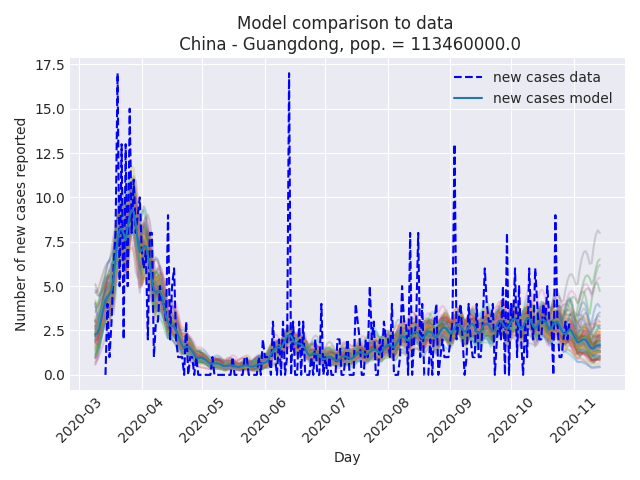 Model comparison to data
China - Guangdong, pop. = 113460000.0
new cases data
new cases model
Number of new cases reported
17.5
15.0
12.5
10.0
7.5
5.0
2.5
0.0
2020-03
2020-04
2020-05
2020-06
2020-07
2020-08
2020-09
2020-10
2020-11
Day